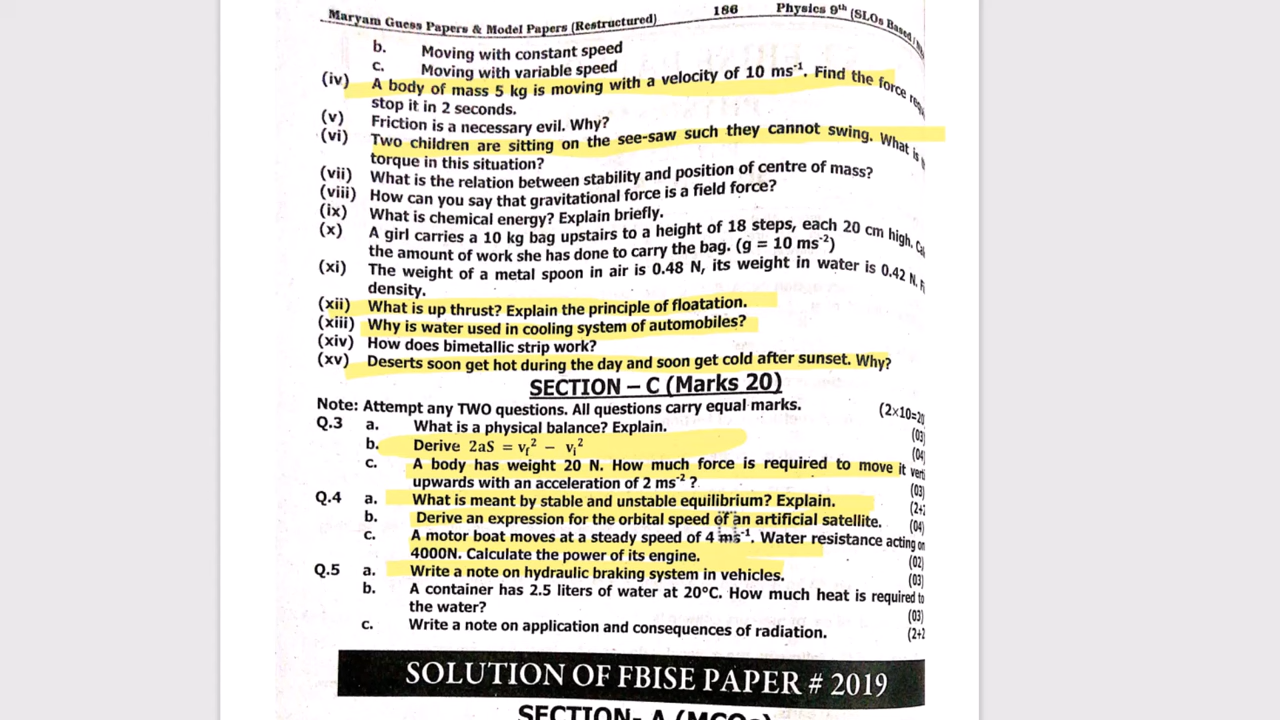 Maryam Guess Papers & Model Papers (Restructured) 186 Physics 9th (SLOs Based /
b. Moving with constant speed
c. Moving with variable speed
(iv) A body of mass 5 kg is moving with a velocity of 10 ms⁻¹. Find the force
stop it in 2 seconds.
(v) Friction is a necessary evil. Why?
(vi) Two children are sitting on the see-saw such they cannot swing. What is
torque in this situation?
(vii) What is the relation between stability and position of centre of mass?
(viii) How can you say that gravitational force is a field force?
(ix) What is chemical energy? Explain briefly.
(x) A girl carries a 10 kg bag upstairs to a height of 18 steps, each 20 cm high.
the amount of work she has done to carry the bag. (g = 10 ms⁻²)
(xi) The weight of a metal spoon in air is 0.48 N, its weight in water is 0.42 N.
density.
(xii) What is up thrust? Explain the principle of floatation.
(xiii) Why is water used in cooling system of automobiles?
(xiv) How does bimetallic strip work?
(xv) Deserts soon get hot during the day and soon get cold after sunset. Why?
SECTION – C (Marks 20)
Note: Attempt any TWO questions. All questions carry equal marks. (2×10=20
Q.3 a. What is a physical balance? Explain. (03)
b. Derive 2aS = vf² − vi² (04)
c. A body has weight 20 N. How much force is required to move it
upwards with an acceleration of 2 ms⁻² ? (03)
Q.4 a. What is meant by stable and unstable equilibrium? Explain. (2+2
b. Derive an expression for the orbital speed of an artificial satellite. (04)
c. A motor boat moves at a steady speed of 4 ms⁻¹. Water resistance acting on
4000N. Calculate the power of its engine. (02)
Q.5 a. Write a note on hydraulic braking system in vehicles. (03)
b. A container has 2.5 liters of water at 20°C. How much heat is required to
the water? (03)
c. Write a note on application and consequences of radiation. (2+2
SOLUTION OF FBISE PAPER # 2019
SECTION- A (MCQs)